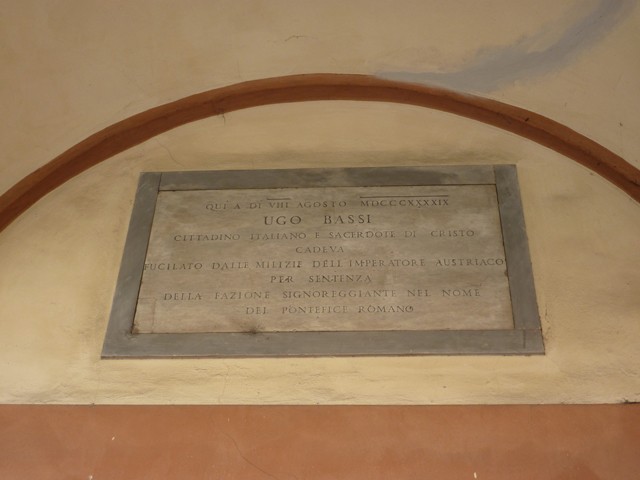 QUI A DI VIII AGOSTO MDCCCXXXXIX
UGO BASSI
CITTADINO ITALIANO E SACERDOTE DI CRISTO
CADEVA
FUCILATO DALLE MILIZIE DELL IMPERATORE AUSTRIACO
PER SENTENZA
DELLA FAZIONE SIGNOREGGIANTE NEL NOME
DEL PONTEFICE ROMANO